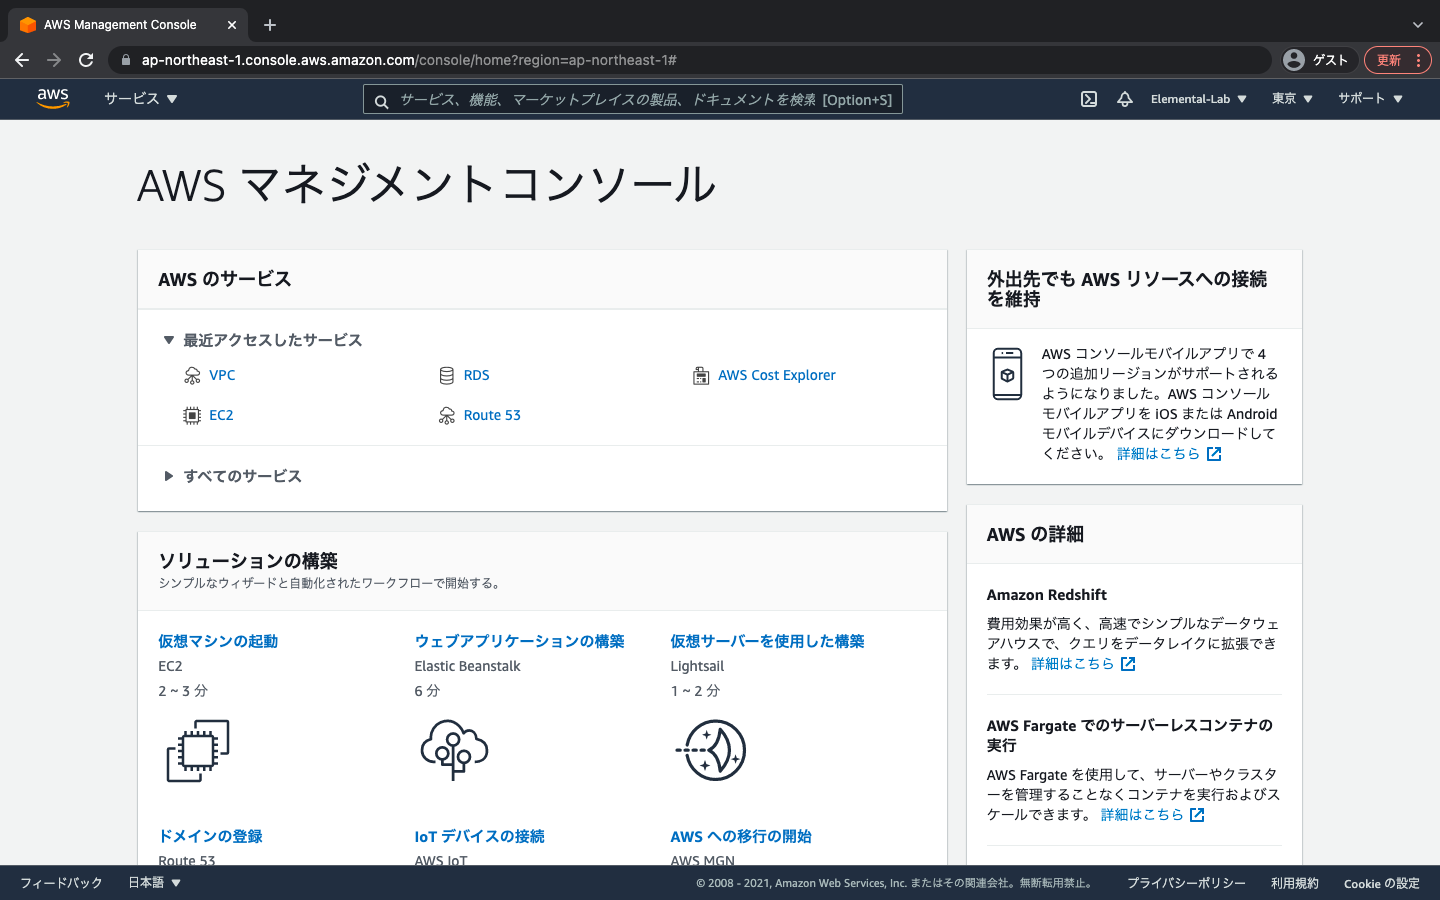 AWS Management Console
ap-northeast-1.console.aws.amazon.com/console/home?region=ap-northeast-1#
ゲスト
更新
aws
サービス
サービス、機能、マーケットプレイスの製品、ドキュメントを検索 [Option+S]
Elemental-Lab
東京
サポート
AWS マネジメントコンソール
AWS のサービス
最近アクセスしたサービス
VPC
RDS
AWS Cost Explorer
EC2
Route 53
すべてのサービス
ソリューションの構築
シンプルなウィザードと自動化されたワークフローで開始する。
仮想マシンの起動
EC2
2 ~ 3 分
ウェブアプリケーションの構築
Elastic Beanstalk
6 分
仮想サーバーを使用した構築
Lightsail
1 ~ 2 分
ドメインの登録
Route 53
IoT デバイスの接続
AWS IoT
AWS への移行の開始
AWS MGN
外出先でも AWS リソースへの接続
を維持
AWS コンソールモバイルアプリで 4
つの追加リージョンがサポートされる
ようになりました。AWS コンソール
モバイルアプリを iOS または Android
モバイルデバイスにダウンロードして
ください。 詳細はこちら
AWS の詳細
Amazon Redshift
費用効果が高く、高速でシンプルなデータウェ
アハウスで、クエリをデータレイクに拡張でき
ます。 詳細はこちら
AWS Fargate でのサーバーレスコンテナの
実行
AWS Fargate を使用して、サーバーやクラスタ
ーを管理することなくコンテナを実行およびス
ケールできます。 詳細はこちら
フィードバック
日本語
© 2008 - 2021, Amazon Web Services, Inc. またはその関連会社。無断転用禁止。
プライバシーポリシー
利用規約
Cookie の設定